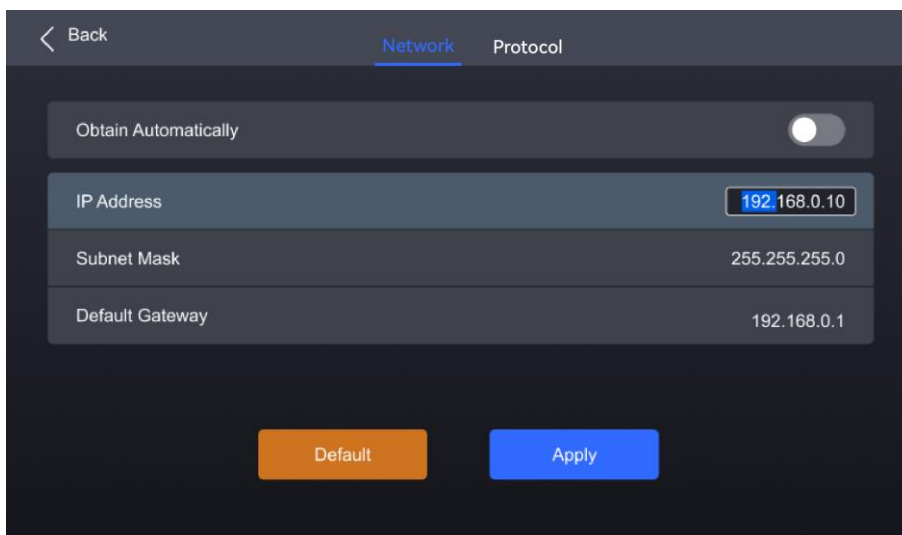 Back
Network Protocol
Obtain Automatically
IP Address 192.168.0.10
Subnet Mask 255.255.255.0
Default Gateway 192.168.0.1
Default Apply